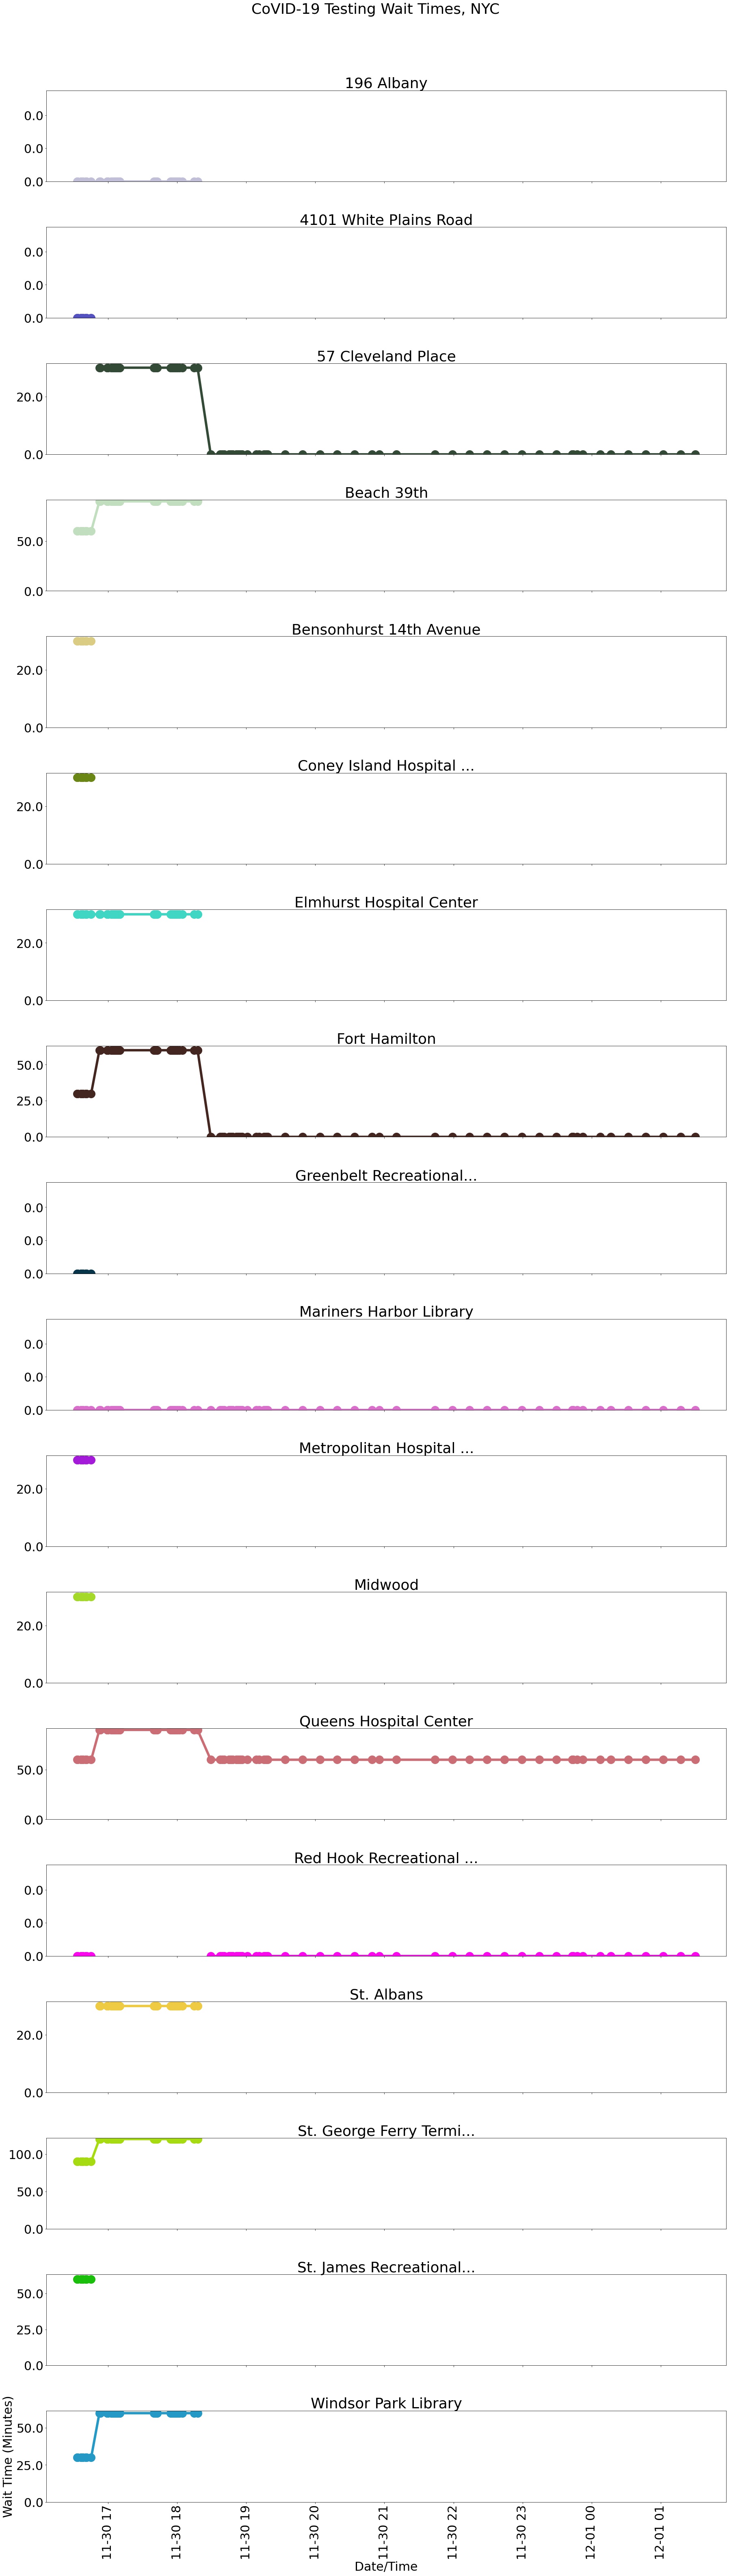 CoVID-19 Testing Wait Times, NYC
196 Albany
0.0
0.0
0.0
4101 White Plains Road
0.0
0.0
0.0
57 Cleveland Place
20.0
0.0
Beach 39th
50.0
0.0
Bensonhurst 14th Avenue
20.0
0.0
Coney Island Hospital ...
20.0
0.0
Elmhurst Hospital Center
20.0
0.0
Fort Hamilton
50.0
25.0
0.0
Greenbelt Recreational...
0.0
0.0
0.0
Mariners Harbor Library
0.0
0.0
0.0
Metropolitan Hospital ...
20.0
0.0
Midwood
20.0
0.0
Queens Hospital Center
50.0
0.0
Red Hook Recreational ...
0.0
0.0
0.0
St. Albans
20.0
0.0
St. George Ferry Termi...
100.0
50.0
0.0
St. James Recreational...
50.0
25.0
0.0
Windsor Park Library
50.0
25.0
0.0
Wait Time (Minutes)
11-30 17
11-30 18
11-30 19
11-30 20
11-30 21
11-30 22
11-30 23
12-01 00
12-01 01
Date/Time